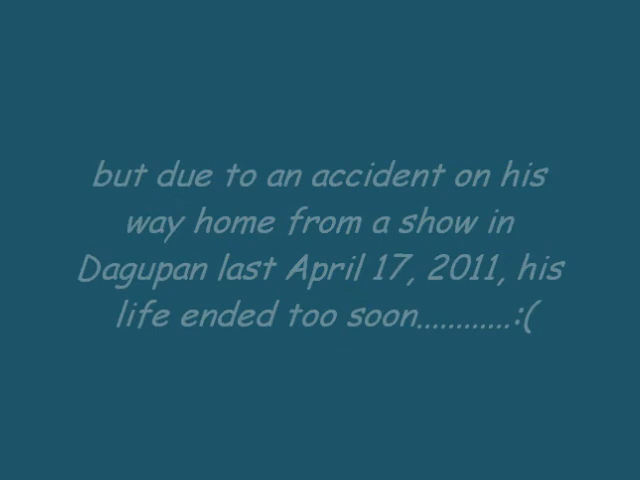 but due to an accident on his
way home from a show in
Dagupan last April 17, 2011, his
life ended too soon............:(